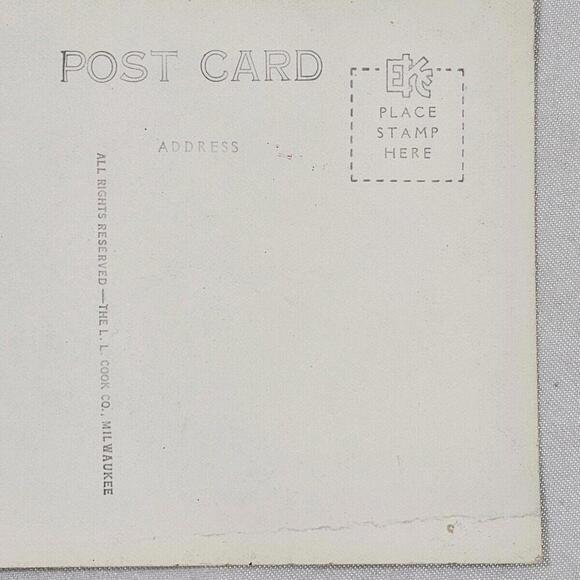 POST CARD
EKC
PLACE
STAMP
HERE
ADDRESS
ALL RIGHTS RESERVED—THE L. L. COOK CO., MILWAUKEE